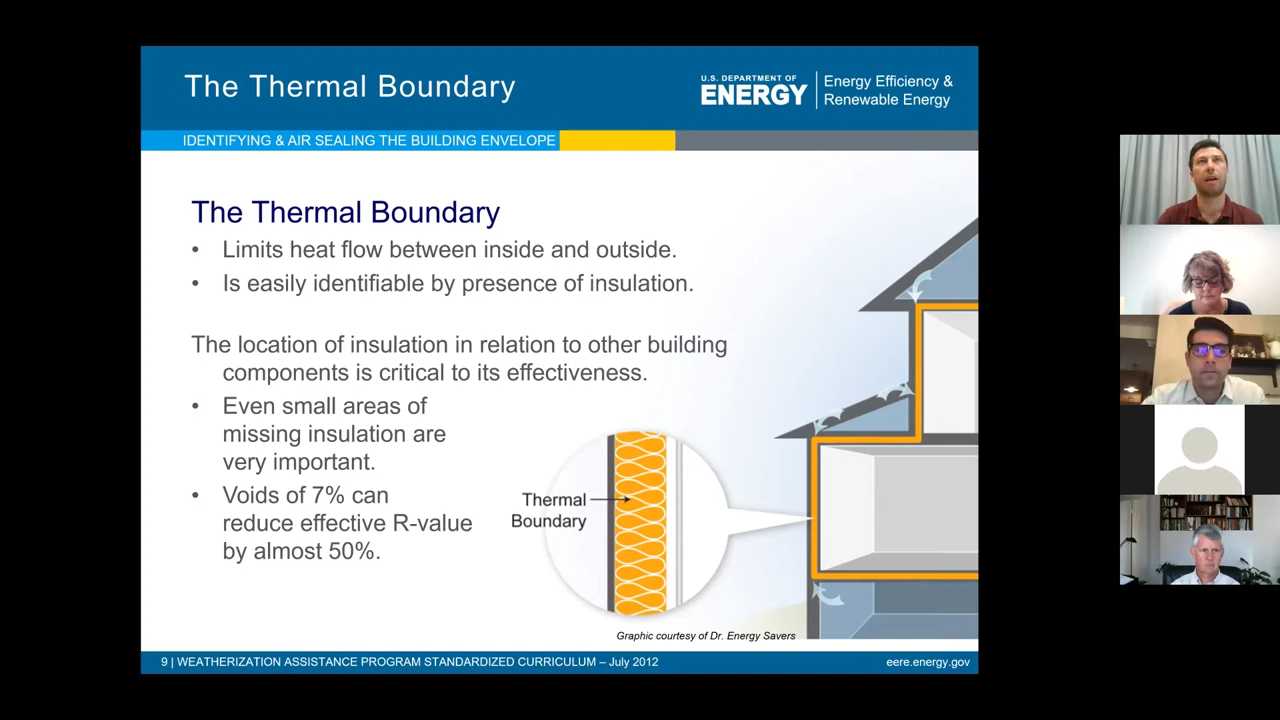 The Thermal Boundary
U.S. DEPARTMENT OF
ENERGY
Energy Efficiency &
Renewable Energy
IDENTIFYING & AIR SEALING THE BUILDING ENVELOPE
The Thermal Boundary
• Limits heat flow between inside and outside.
• Is easily identifiable by presence of insulation.
The location of insulation in relation to other building
components is critical to its effectiveness.
• Even small areas of
missing insulation are
very important.
• Voids of 7% can
reduce effective R-value
by almost 50%.
Thermal
Boundary
Graphic courtesy of Dr. Energy Savers
9 | WEATHERIZATION ASSISTANCE PROGRAM STANDARDIZED CURRICULUM – July 2012
eere.energy.gov